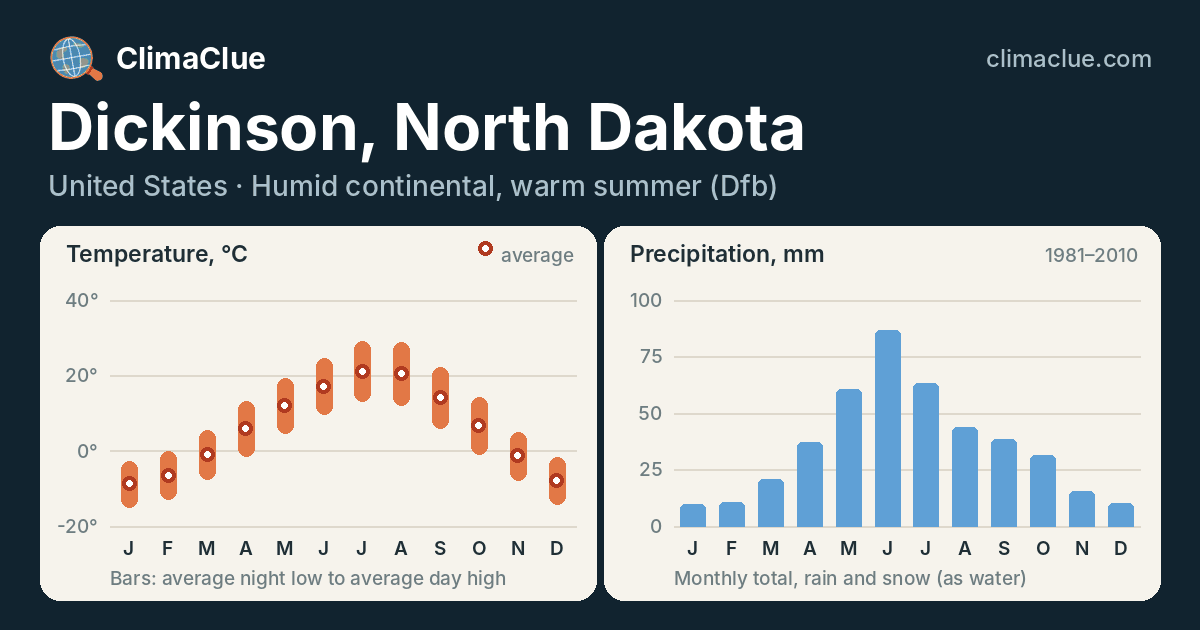 ClimaClue
climaclue.com
Dickinson, North Dakota
United States · Humid continental, warm summer (Dfb)
Temperature, °C
average
40°
20°
0°
-20°
J F M A M J J A S O N D
Bars: average night low to average day high
Precipitation, mm
1981–2010
100
75
50
25
0
J F M A M J J A S O N D
Monthly total, rain and snow (as water)